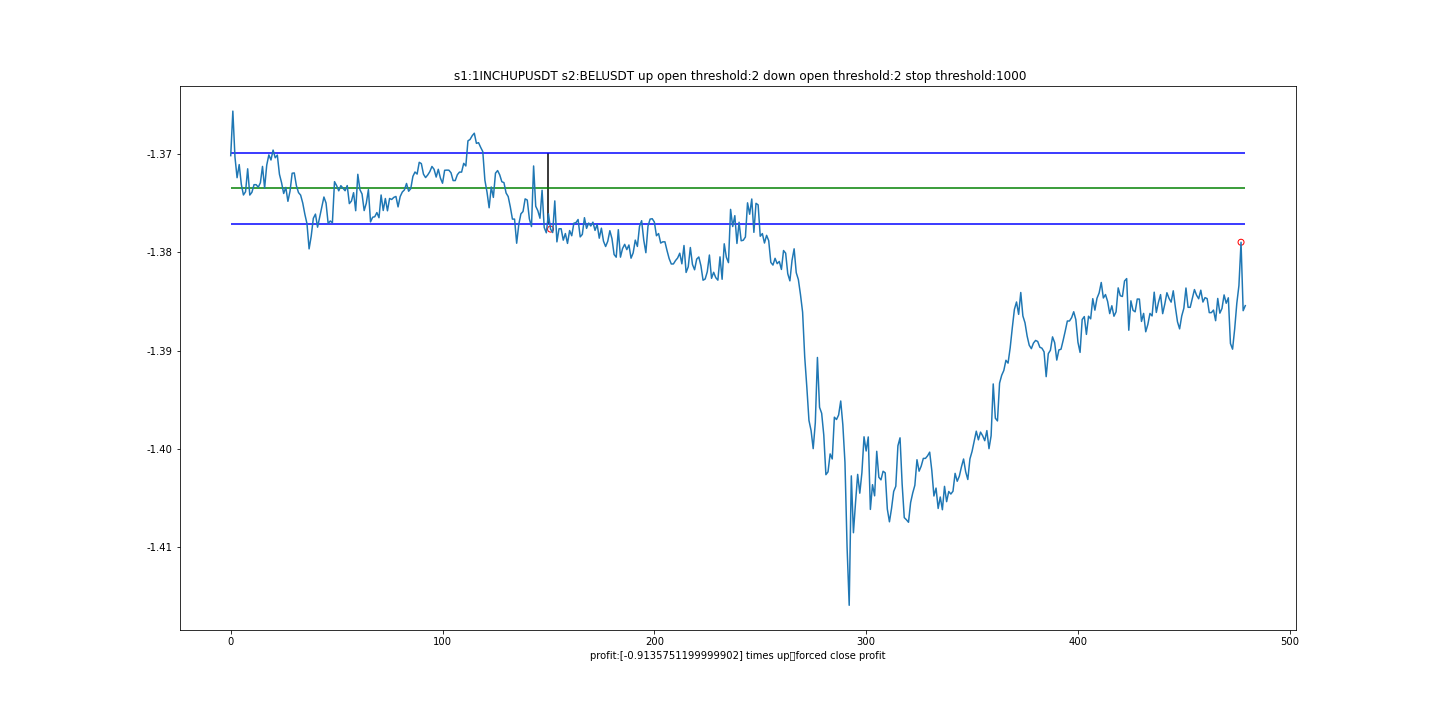 s1:1INCHUPUSDT s2:BELUSDT up open threshold:2 down open threshold:2 stop threshold:1000
-1.37
-1.38
-1.39
-1.40
-1.41
0 100 200 300 400 500
profit:[-0.9135751199999902] times up▯forced close profit